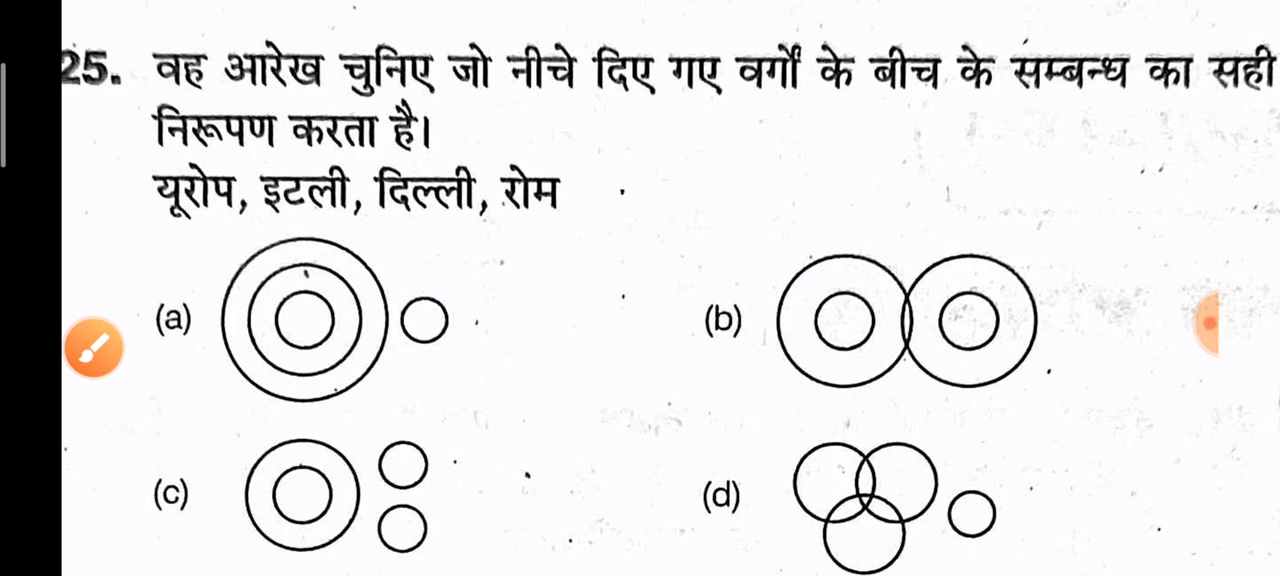 25. वह आरेख चुनिए जो नीचे दिए गए वर्गों के बीच के सम्बन्ध का सही
निरूपण करता है।
यूरोप, इटली, दिल्ली, रोम
(a) (b)
(c) (d)